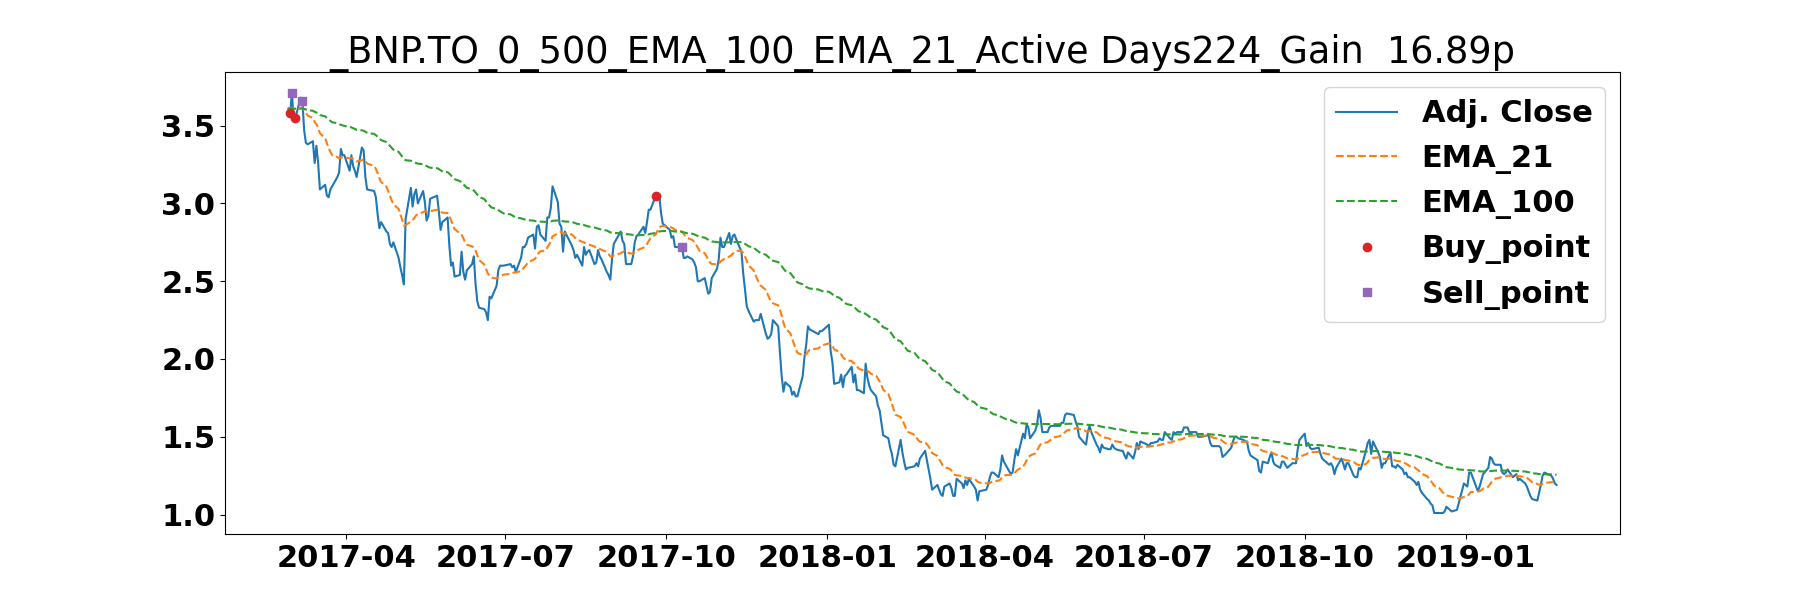 _BNP.TO_0_500_EMA_100_EMA_21_Active Days224_Gain  16.89p
Adj. Close
EMA_21
EMA_100
Buy_point
Sell_point
3.5
3.0
2.5
2.0
1.5
1.0
2017-04 2017-07 2017-10 2018-01 2018-04 2018-07 2018-10 2019-01